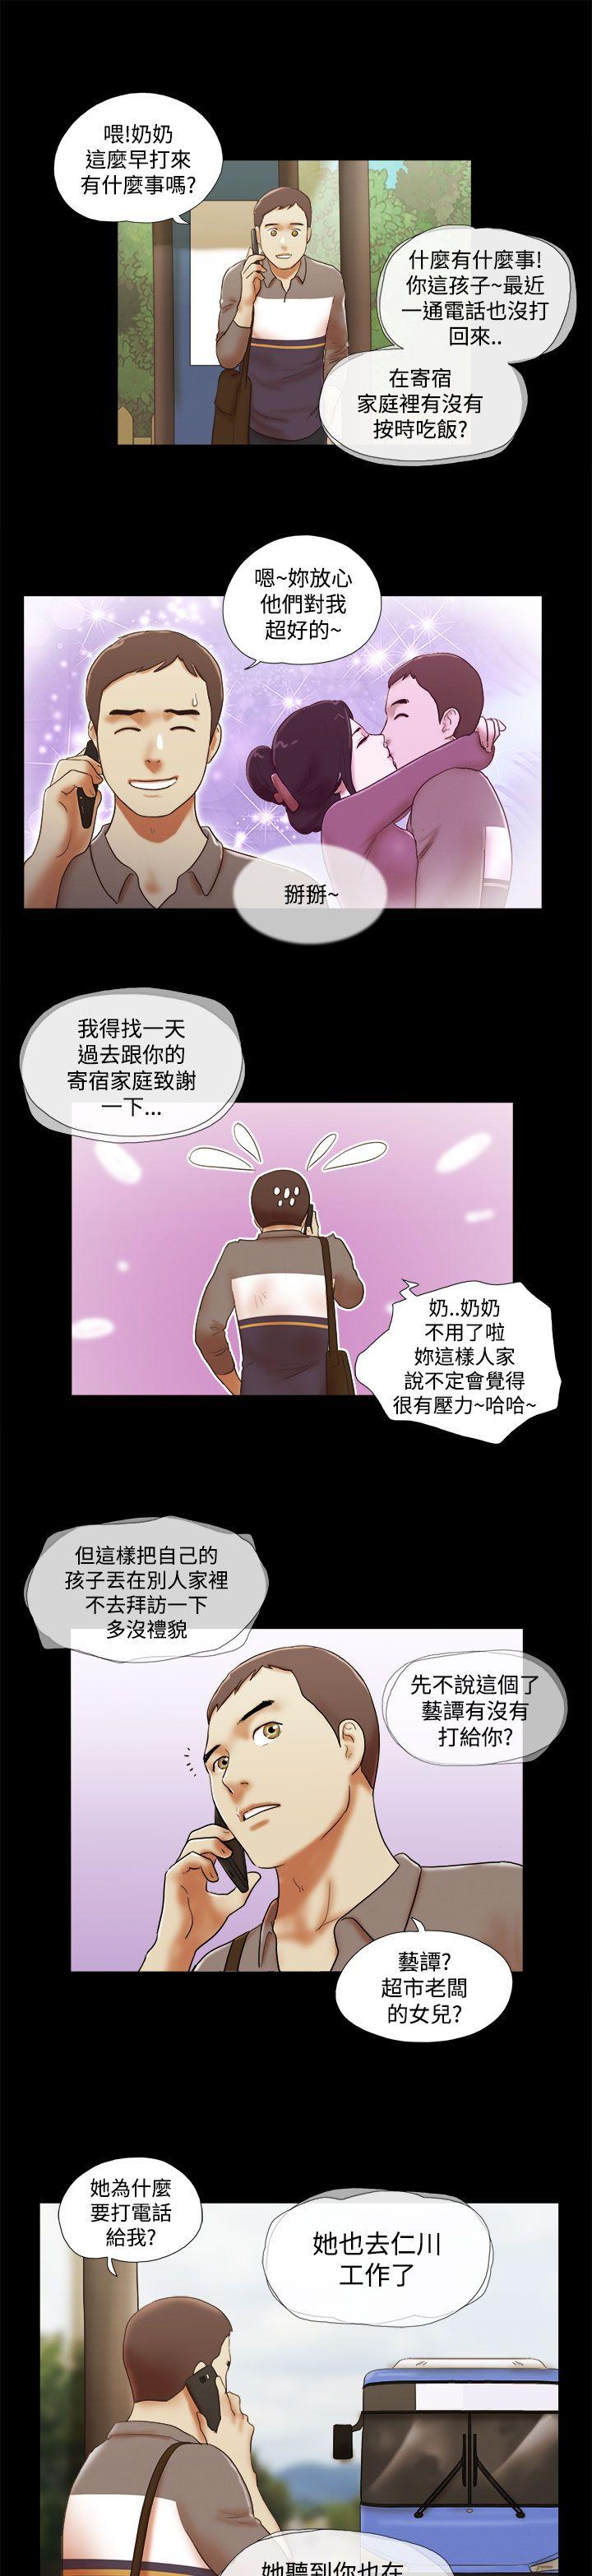 喂!奶奶
這麼早打來
有什麼事嗎?
什麼有什麼事!
你這孩子~最近
一通電話也沒打
回來..
在寄宿
家庭裡有沒有
按時吃飯?
嗯~妳放心
他們對我
超好的~
掰掰~
我得找一天
過去跟你的
寄宿家庭致謝
一下...
奶..奶奶
不用了啦
妳這樣人家
說不定會覺得
很有壓力~哈哈~
但這樣把自己的
孩子丟在別人家裡
不去拜訪一下
多沒禮貌
先不說這個了
藝譚有沒有
打給你?
藝譚?
超市老闆
的女兒?
她為什麼
要打電話
給我?
她也去仁川
工作了
她聽到你也在